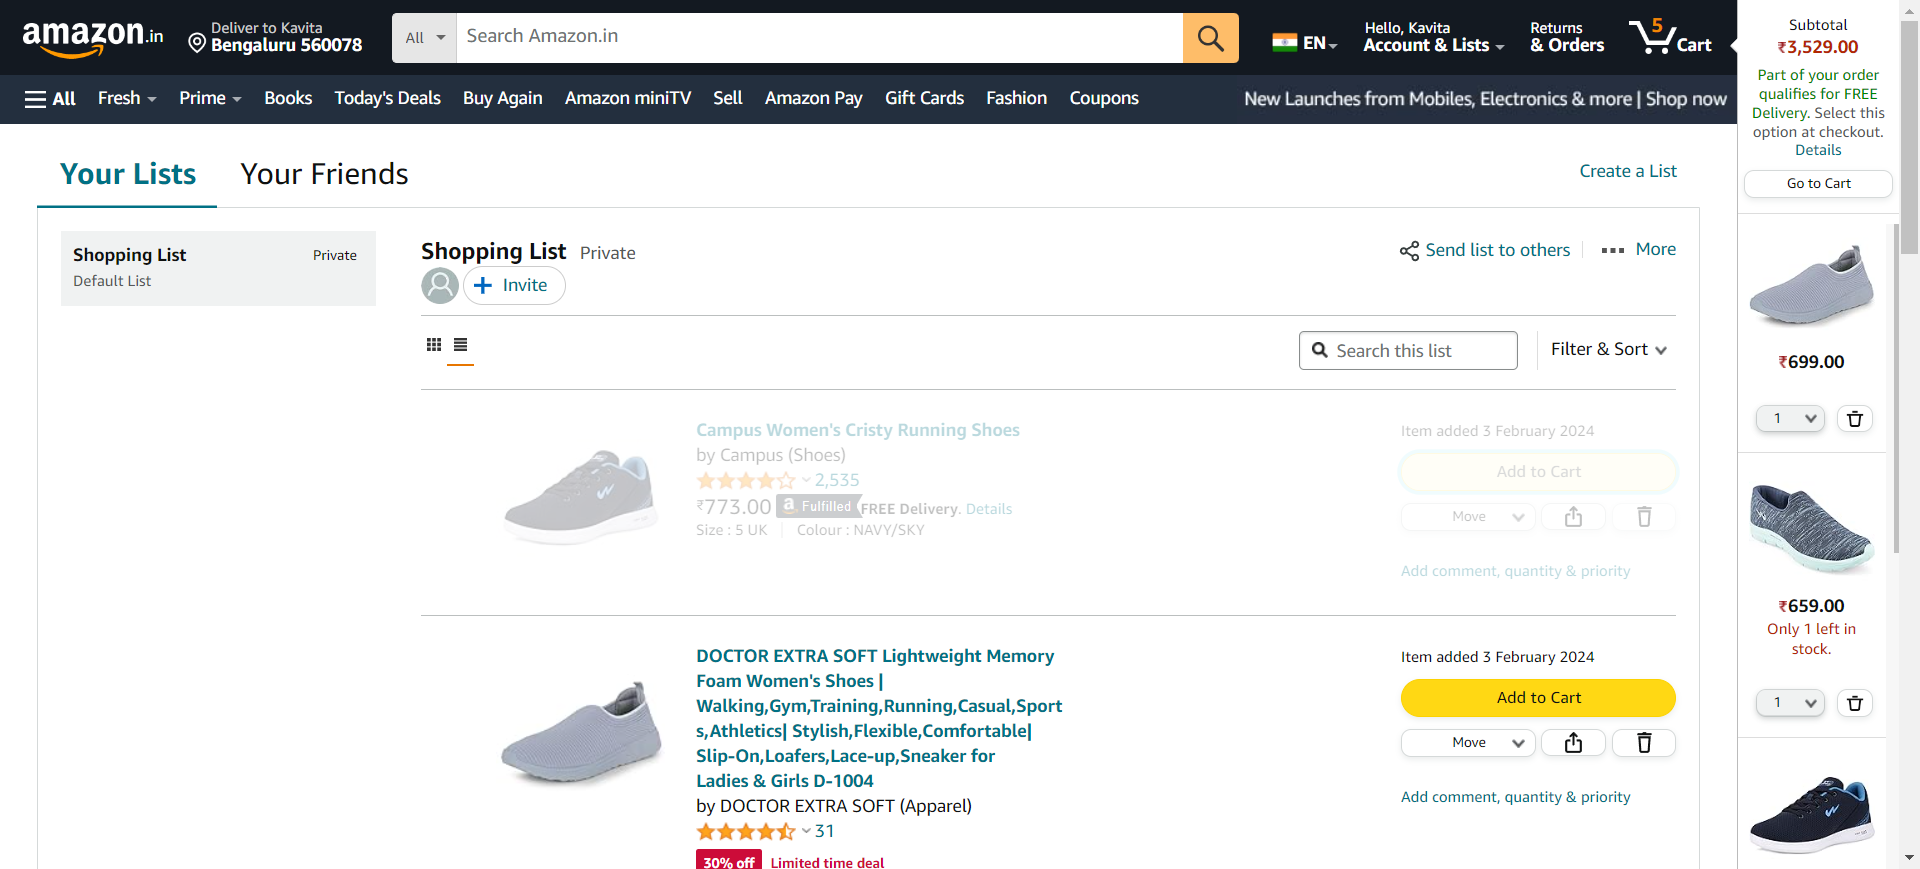 amazon.in
Deliver to Kavita
Bengaluru 560078
All
Search Amazon.in
EN
Hello, Kavita
Account & Lists
Returns
& Orders
5
Cart
All
Fresh
Prime
Books
Today's Deals
Buy Again
Amazon miniTV
Sell
Amazon Pay
Gift Cards
Fashion
Coupons
New Launches from Mobiles, Electronics & more | Shop now
Subtotal
₹3,529.00
Part of your order
qualifies for FREE
Delivery. Select this
option at checkout.
Details
Go to Cart
Your Lists
Your Friends
Create a List
Shopping List
Private
Default List
Shopping List
Private
Send list to others
More
Invite
Search this list
Filter & Sort
Campus Women's Cristy Running Shoes
by Campus (Shoes)
2,535
₹773.00
a Fulfilled
FREE Delivery. Details
Size : 5 UK
Colour : NAVY/SKY
Item added 3 February 2024
Add to Cart
Move
Add comment, quantity & priority
DOCTOR EXTRA SOFT Lightweight Memory
Foam Women's Shoes |
Walking,Gym,Training,Running,Casual,Sport
s,Athletics| Stylish,Flexible,Comfortable|
Slip-On,Loafers,Lace-up,Sneaker for
Ladies & Girls D-1004
by DOCTOR EXTRA SOFT (Apparel)
31
30% off
Limited time deal
Item added 3 February 2024
Add to Cart
Move
Add comment, quantity & priority
₹699.00
1
₹659.00
Only 1 left in
stock.
1